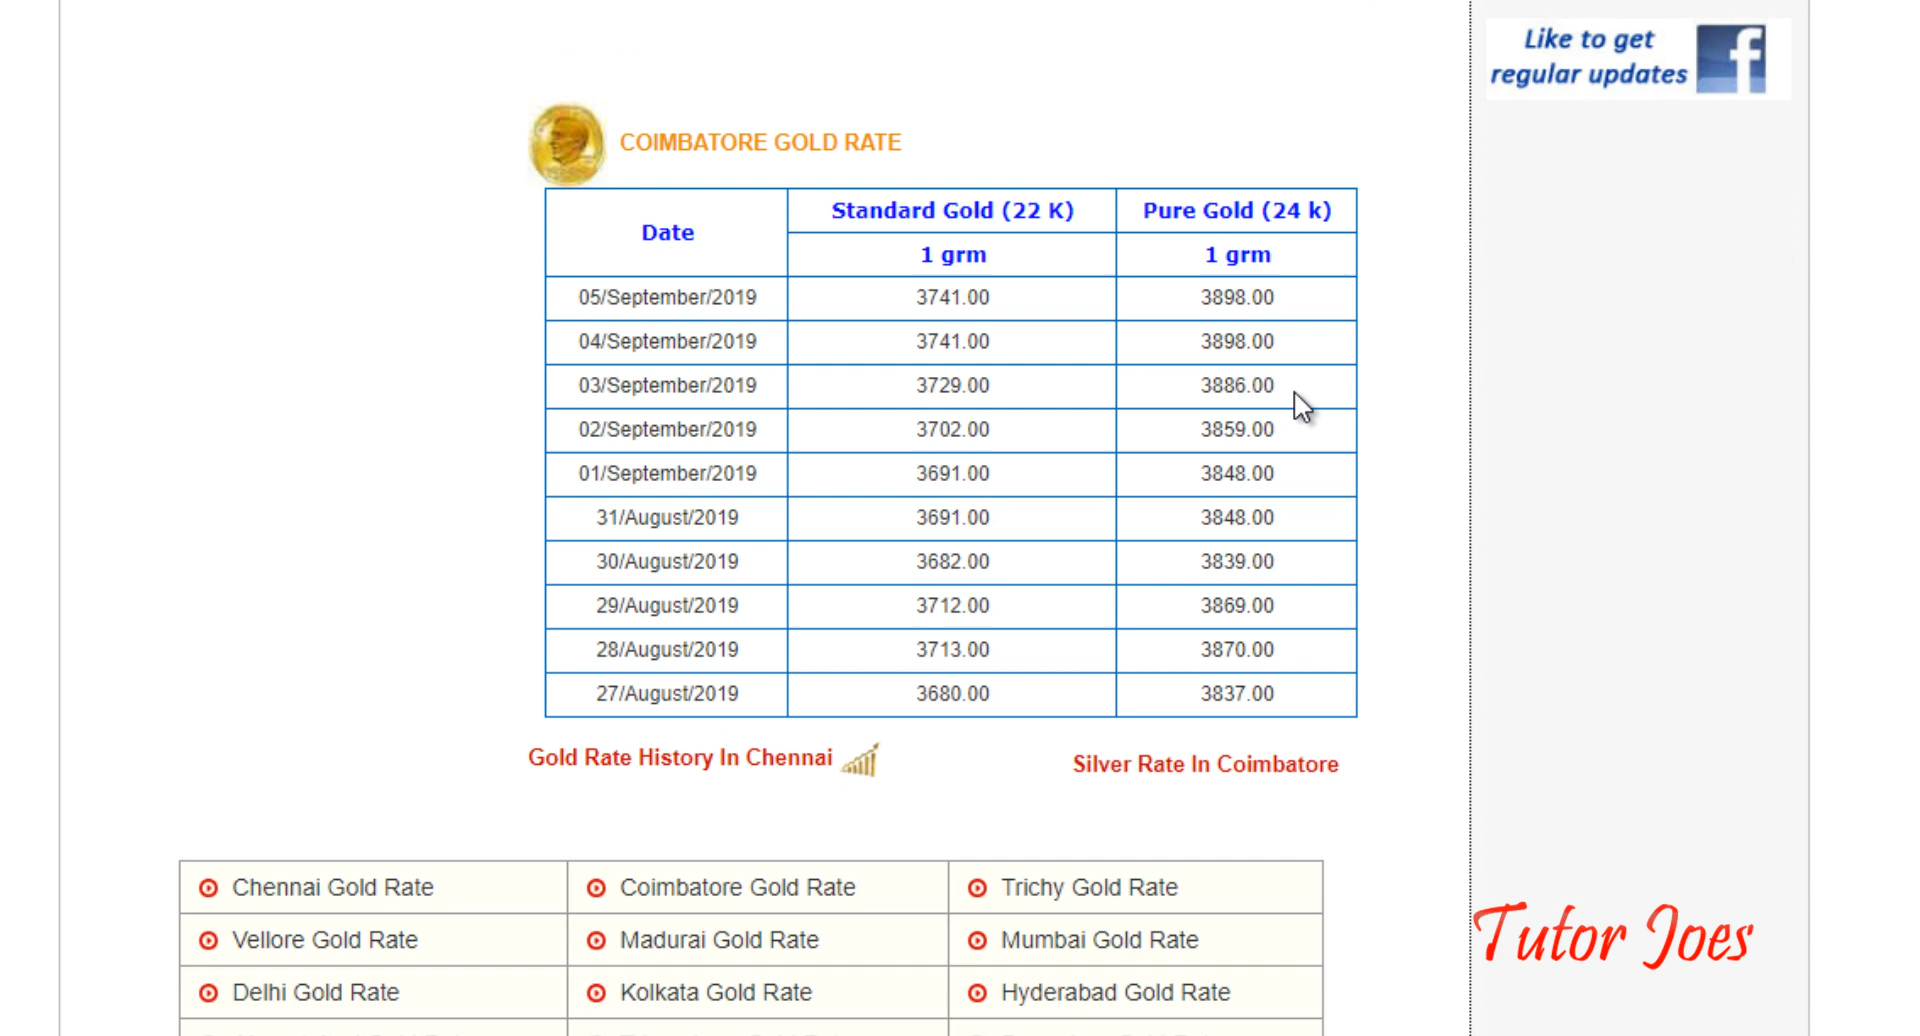 Like to get
regular updates
COIMBATORE GOLD RATE
Date Standard Gold (22 K) Pure Gold (24 k)
1 grm 1 grm
05/September/2019 3741.00 3898.00
04/September/2019 3741.00 3898.00
03/September/2019 3729.00 3886.00
02/September/2019 3702.00 3859.00
01/September/2019 3691.00 3848.00
31/August/2019 3691.00 3848.00
30/August/2019 3682.00 3839.00
29/August/2019 3712.00 3869.00
28/August/2019 3713.00 3870.00
27/August/2019 3680.00 3837.00
Gold Rate History In Chennai Silver Rate In Coimbatore
Chennai Gold Rate Coimbatore Gold Rate Trichy Gold Rate
Vellore Gold Rate Madurai Gold Rate Mumbai Gold Rate
Delhi Gold Rate Kolkata Gold Rate Hyderabad Gold Rate
Tutor Joes